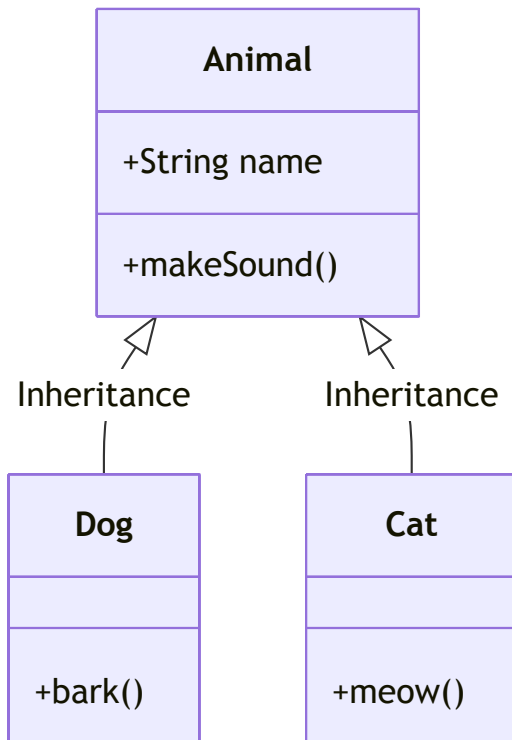 Animal
+String name
+makeSound()
Inheritance
Inheritance
Dog
+bark()
Cat
+meow()